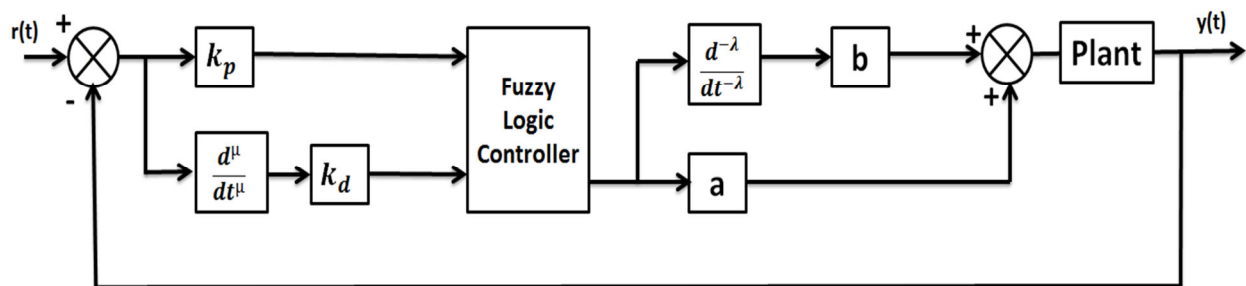 r(t)
+
-
k_p
d^μ
dt^μ
k_d
Fuzzy
Logic
Controller
d^{-λ}
dt^{-λ}
b
a
+
+
Plant
y(t)